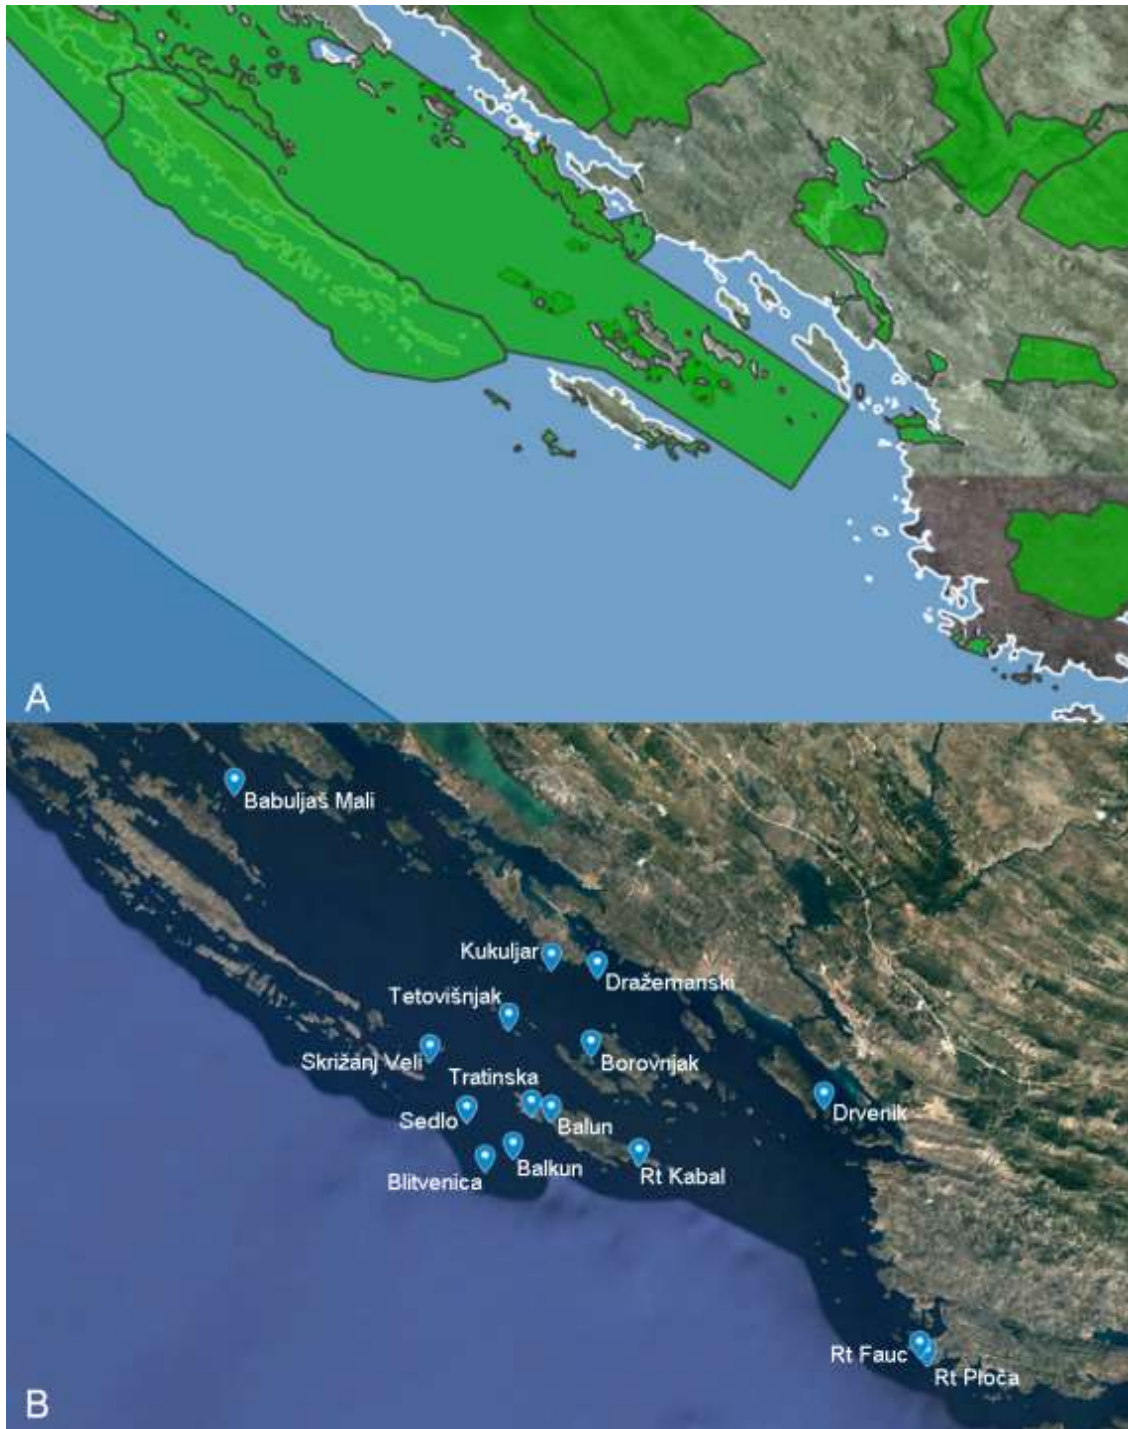 A
Babuljaš Mali
Kukuljar
Dražemanski
Tetovišnjak
Skrižanj Veli
Borovnjak
Tratinska
Sedlo
Balun
Drvenik
Balkun
Blitvenica
Rt Kabal
Rt Fauc
Rt Ploča
B